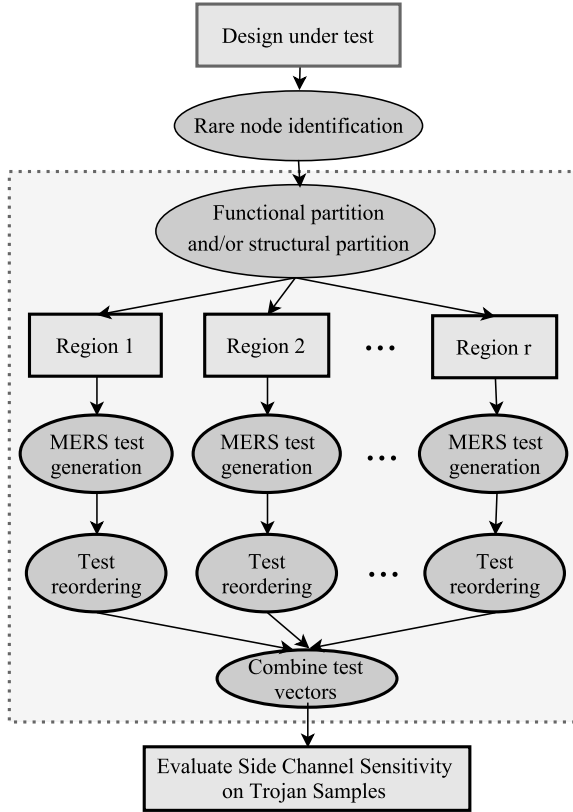 Design under test
Rare node identification
Functional partition
and/or structural partition
Region 1
Region 2
...
Region r
MERS test
generation
MERS test
generation
...
MERS test
generation
Test
reordering
Test
reordering
...
Test
reordering
Combine test
vectors
Evaluate Side Channel Sensitivity
on Trojan Samples